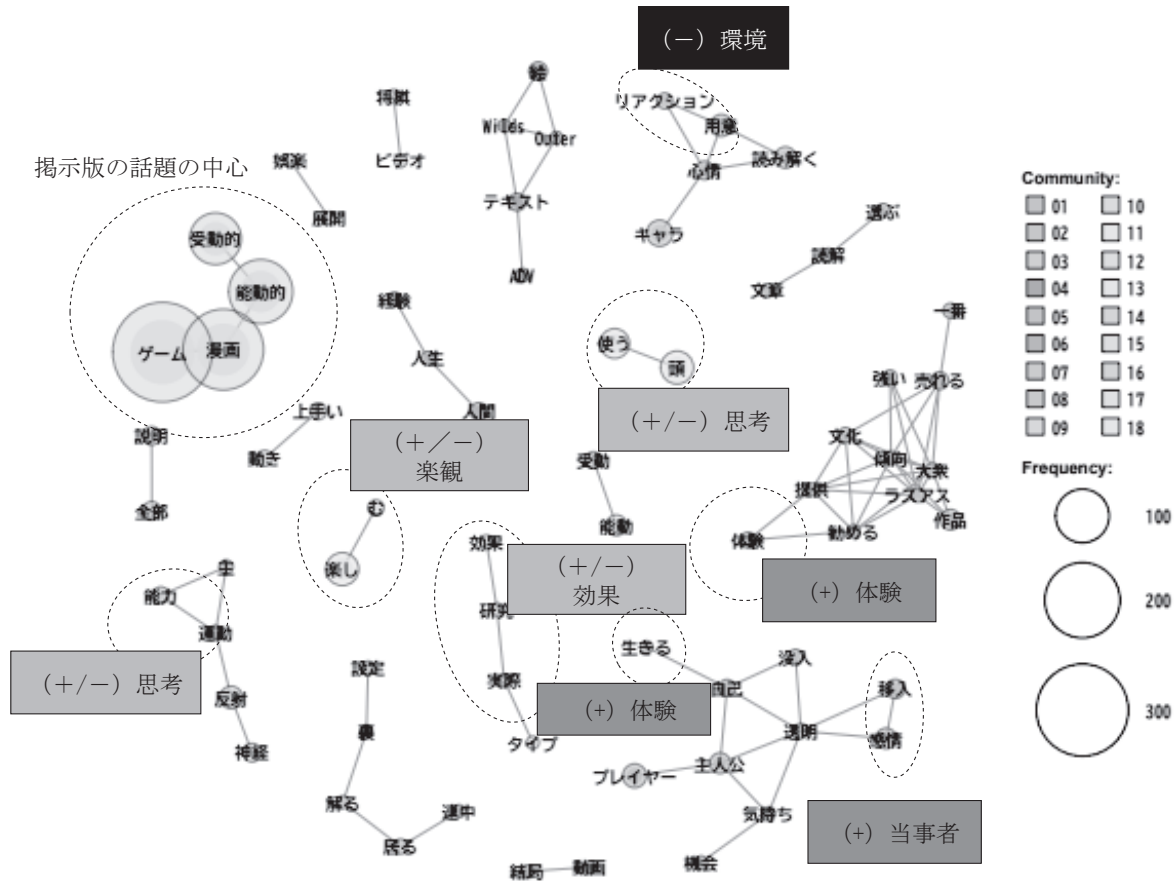 （−）環境
絵
将棋
リアクション
Wilds
Outer
用意
掲示版の話題の中心
娯楽
ビデオ
心情
読み解く
Community:
01
10
02
11
03
12
04
13
05
14
06
15
07
16
08
17
09
18
展開
テキスト
選ぶ
受動的
キャラ
読解
ADV
文章
能動的
経験
一番
ゲーム
漫画
使う
頭
人生
強い
売れる
上手い
人間
（+/−）思考
説明
動き
（＋／−）
楽観
受動
文化
傾向
大衆
Frequency:
100
提供
ラスアス
全部
む
能動
作品
効果
体験
勧める
楽し
（+/−）
効果
（+）体験
200
能力
運動
研究
生きる
没入
（+/−）思考
設定
実際
自己
移入
反射
（+）体験
300
裏
タイプ
透明
感情
神経
主人公
プレイヤー
解る
連中
気持ち
（+）当事者
居る
機会
結局
動画